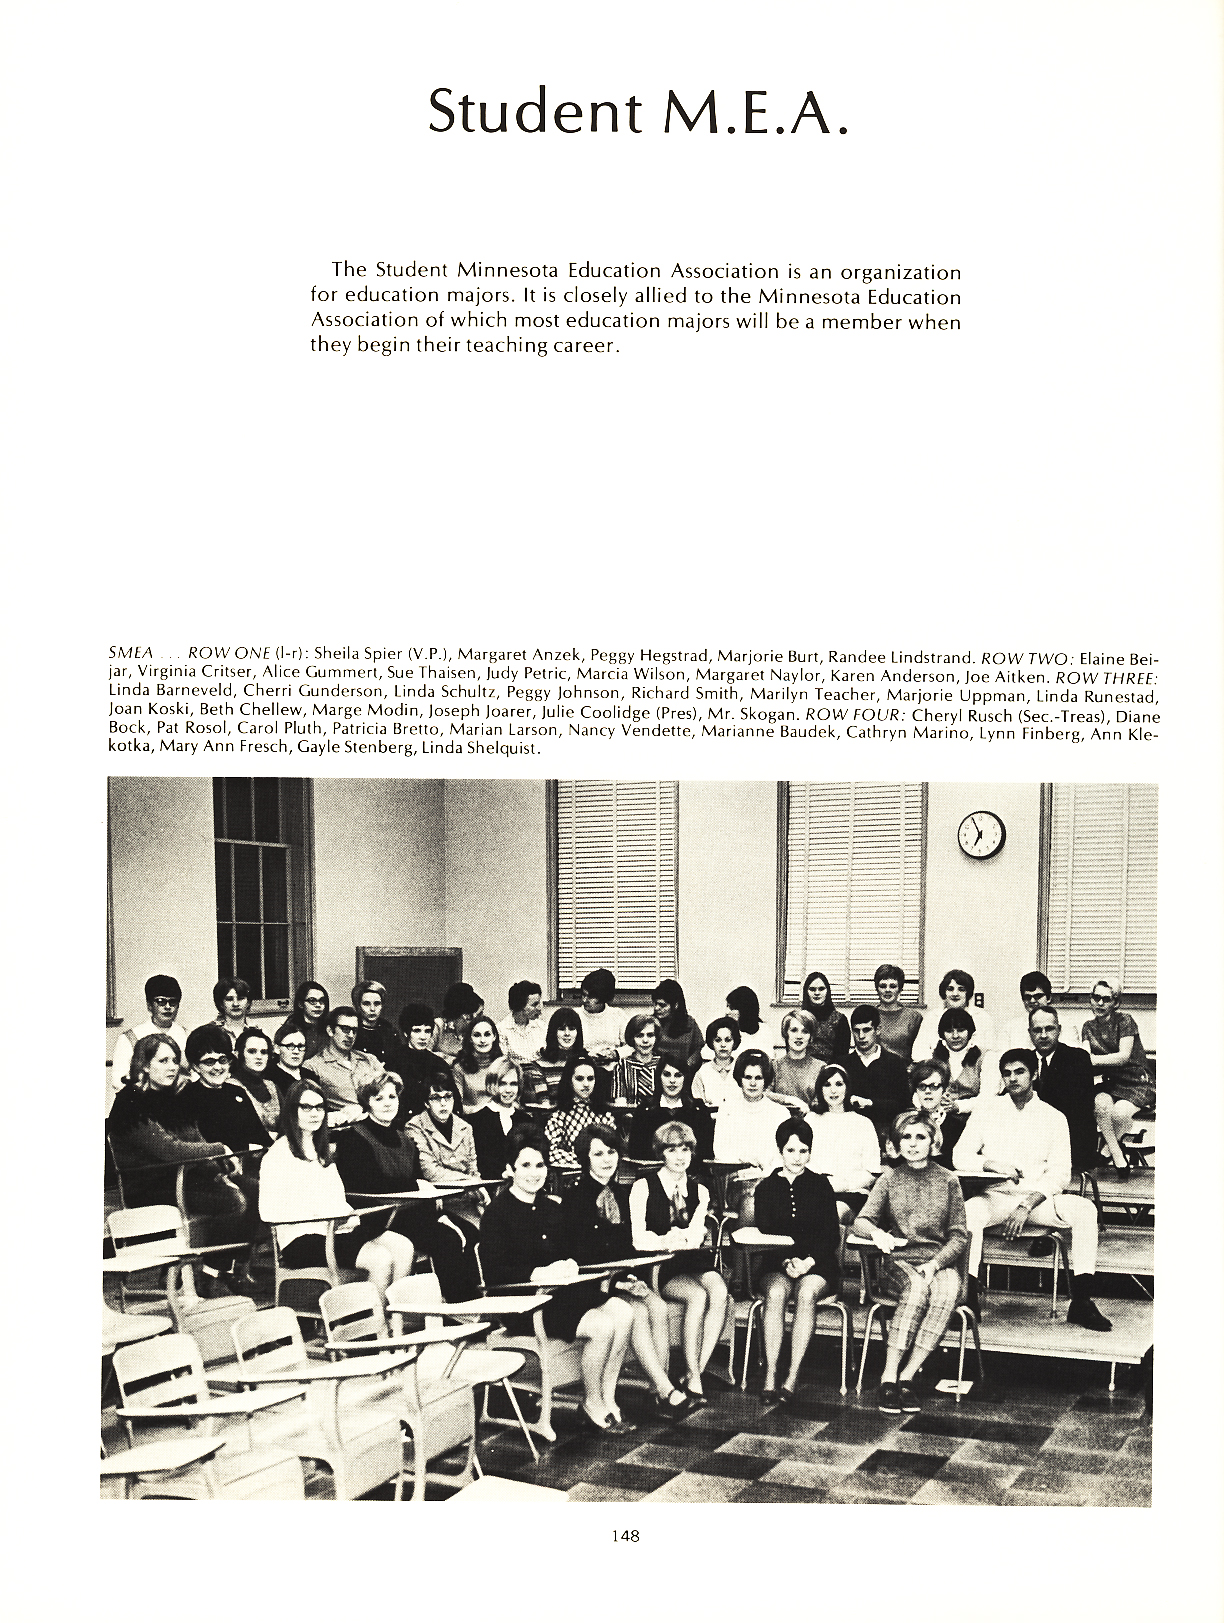 Student M.E.A.
The Student Minnesota Education Association is an organization
for education majors. It is closely allied to the Minnesota Education
Association of which most education majors will be a member when
they begin their teaching career.
SMEA ... ROW ONE (l-r): Sheila Spier (V.P.), Margaret Anzek, Peggy Hegstrad, Marjorie Burt, Randee Lindstrand. ROW TWO: Elaine Bei-
jar, Virginia Critser, Alice Gummert, Sue Thaisen, Judy Petric, Marcia Wilson, Margaret Naylor, Karen Anderson, Joe Aitken. ROW THREE:
Linda Barneveld, Cherri Gunderson, Linda Schultz, Peggy Johnson, Richard Smith, Marilyn Teacher, Marjorie Uppman, Linda Runestad,
Joan Koski, Beth Chellew, Marge Modin, Joseph Joarer, Julie Coolidge (Pres), Mr. Skogan. ROW FOUR: Cheryl Rusch (Sec.-Treas), Diane
Bock, Pat Rosol, Carol Pluth, Patricia Bretto, Marian Larson, Nancy Vendette, Marianne Baudek, Cathryn Marino, Lynn Finberg, Ann Kle-
kotka, Mary Ann Fresch, Gayle Stenberg, Linda Shelquist.
148